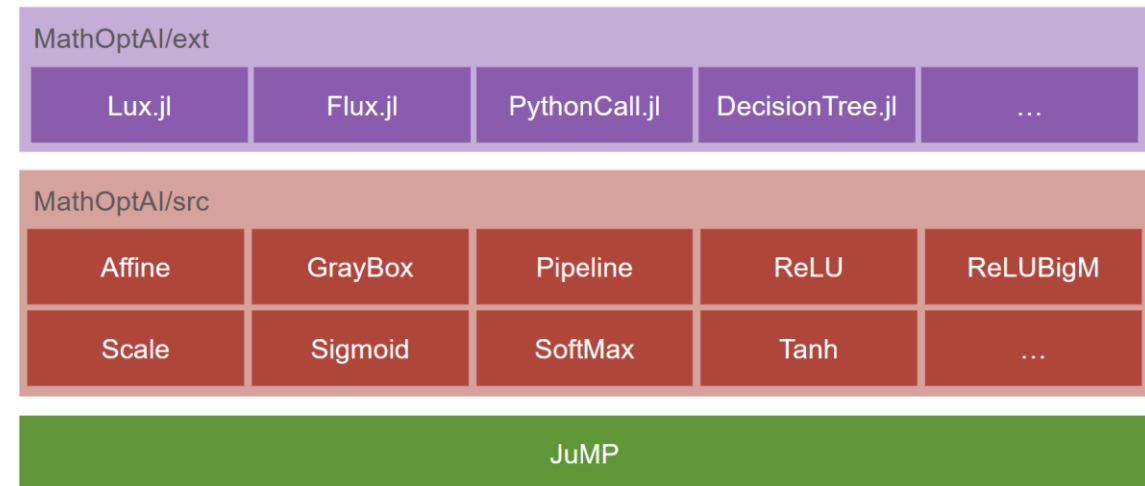 MathOptAI/ext
Lux.jl
Flux.jl
PythonCall.jl
DecisionTree.jl
...
MathOptAI/src
Affine
GrayBox
Pipeline
ReLU
ReLUBigM
Scale
Sigmoid
SoftMax
Tanh
...
JuMP